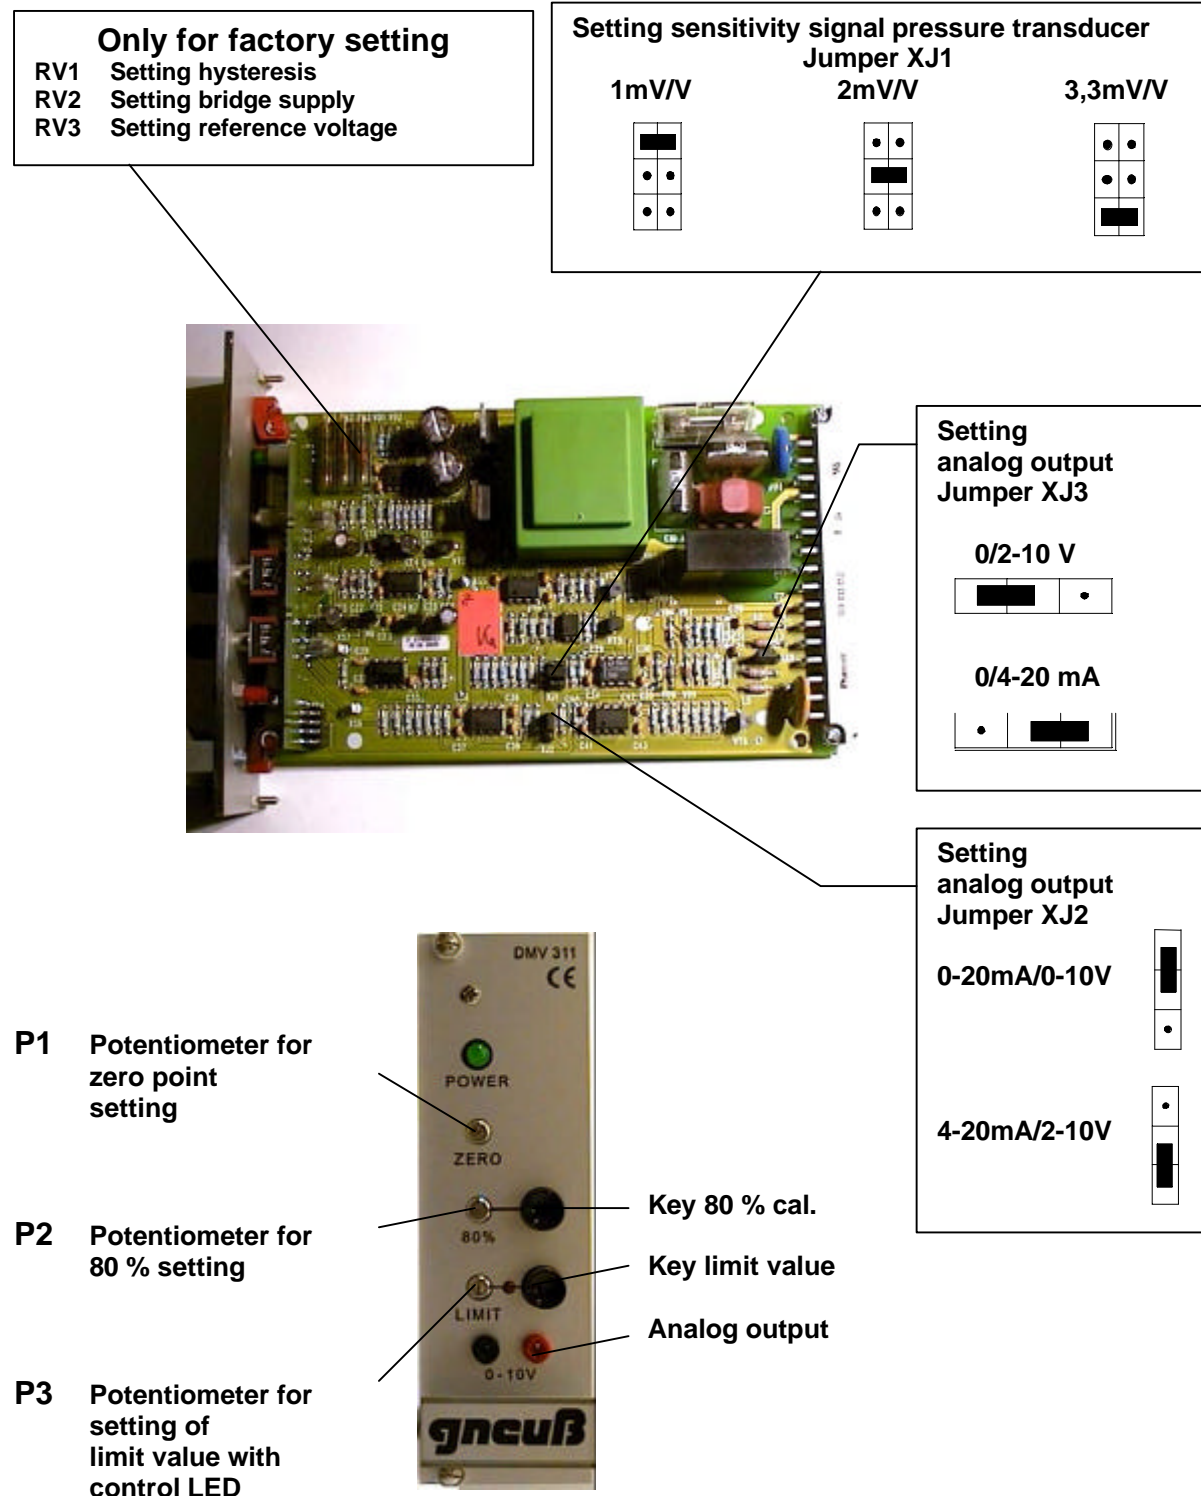 Only for factory setting
RV1 Setting hysteresis
RV2 Setting bridge supply
RV3 Setting reference voltage
Setting sensitivity signal pressure transducer
Jumper XJ1
1mV/V 2mV/V 3,3mV/V
Setting
analog output
Jumper XJ3
0/2-10 V
0/4-20 mA
Setting
analog output
Jumper XJ2
0-20mA/0-10V
4-20mA/2-10V
DMV 311
CE
POWER
ZERO
80%
LIMIT
0-10V
gneuß
P1 Potentiometer for
zero point
setting
P2 Potentiometer for
80 % setting
P3 Potentiometer for
setting of
limit value with
control LED
Key 80 % cal.
Key limit value
Analog output